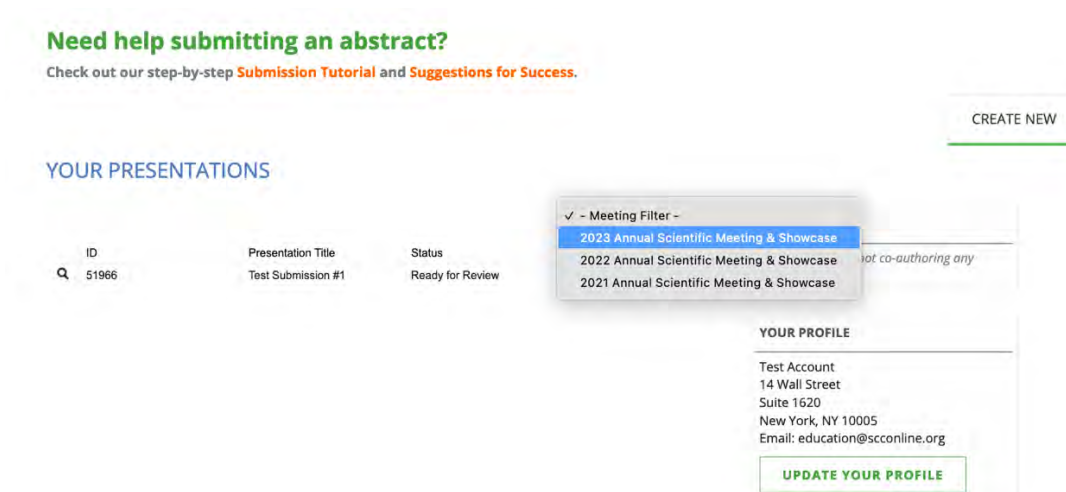 Need help submitting an abstract?
Check out our step-by-step Submission Tutorial and Suggestions for Success.
CREATE NEW
YOUR PRESENTATIONS
✓ - Meeting Filter -
2023 Annual Scientific Meeting & Showcase
2022 Annual Scientific Meeting & Showcase
2021 Annual Scientific Meeting & Showcase
ID Presentation Title Status
51966 Test Submission #1 Ready for Review
co-authoring any
YOUR PROFILE
Test Account
14 Wall Street
Suite 1620
New York, NY 10005
Email: education@scconline.org
UPDATE YOUR PROFILE